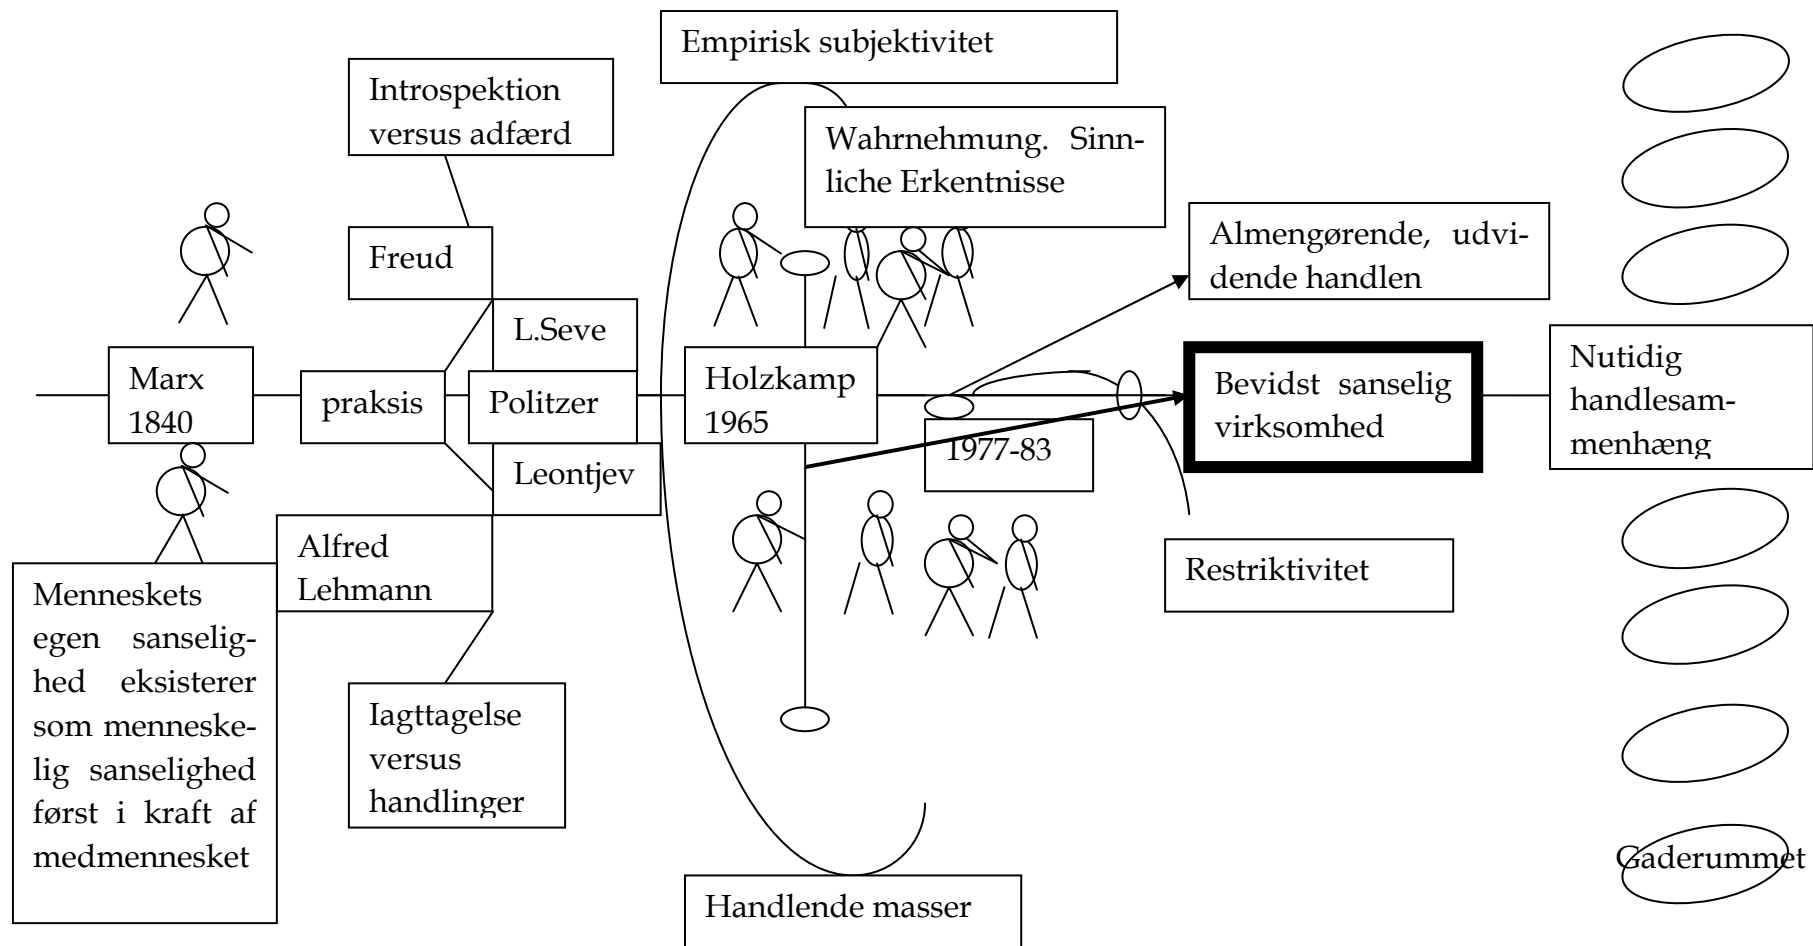 Empirisk subjektivitet
Introspektion
versus adfærd
Wahrnehmung. Sinn-
liche Erkentnisse
Freud
Almengørende, udvi-
dende handlen
L.Seve
Marx
1840
praksis
Politzer
Holzkamp
1965
Bevidst sanselig
virksomhed
Nutidig
handlesam-
menhæng
1977-83
Leontjev
Alfred
Lehmann
Restriktivitet
Menneskets
egen sanselig-
hed eksisterer
som menneske-
lig sanselighed
først i kraft af
medmennesket
Iagttagelse
versus
handlinger
Gaderummet
Handlende masser